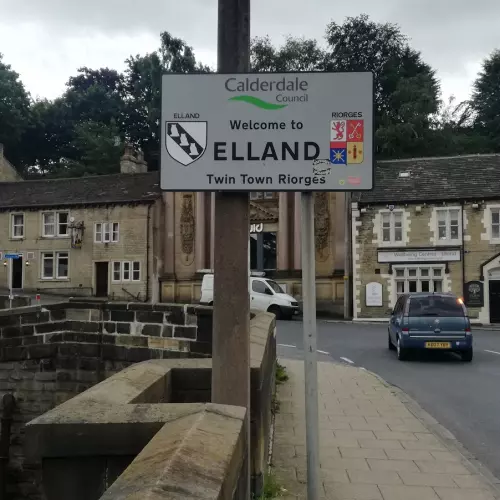 Calderdale
Council
ELLAND
Welcome to
RIORGES
ELLAND
Twin Town Riorges